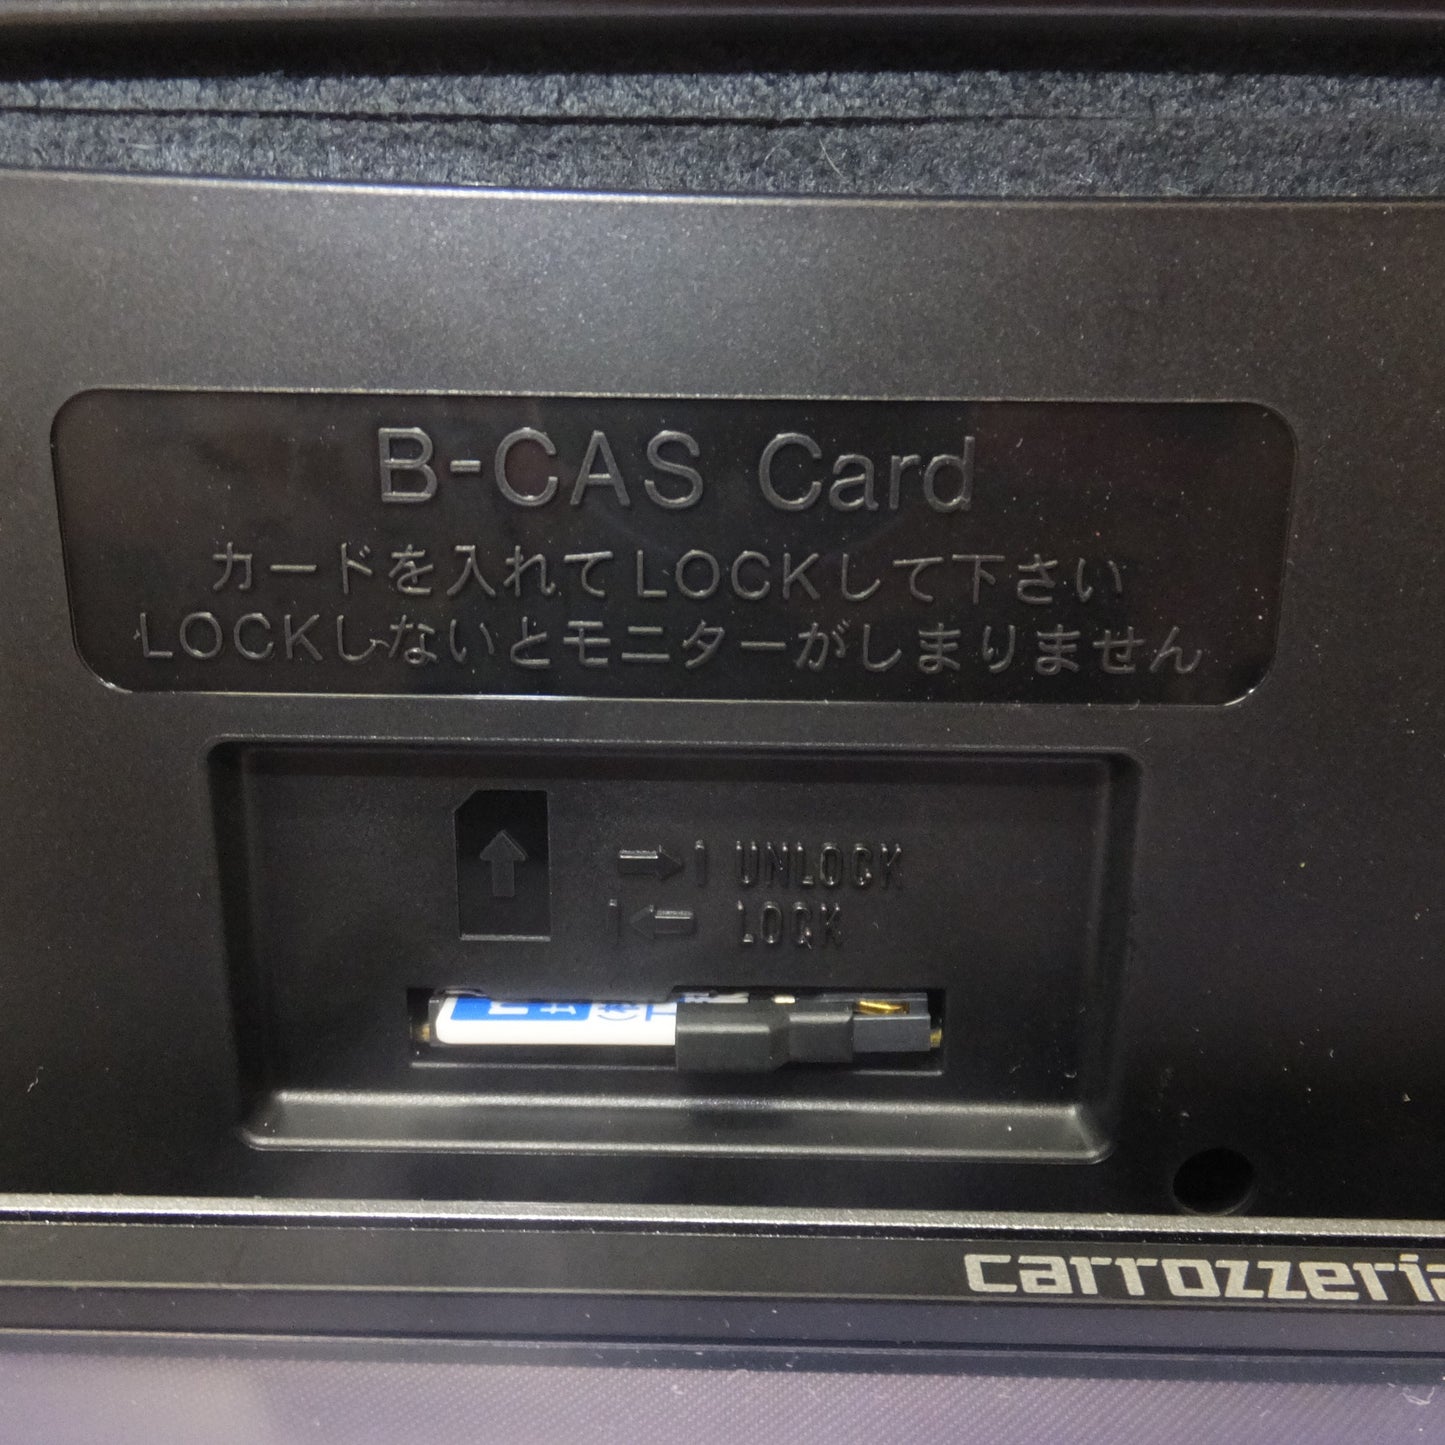 B-CAS Card
カードを入れてLOCKして下さい
LOCKしないとモニターがしまりません
UNLOCK
LOCK
carrozzeria